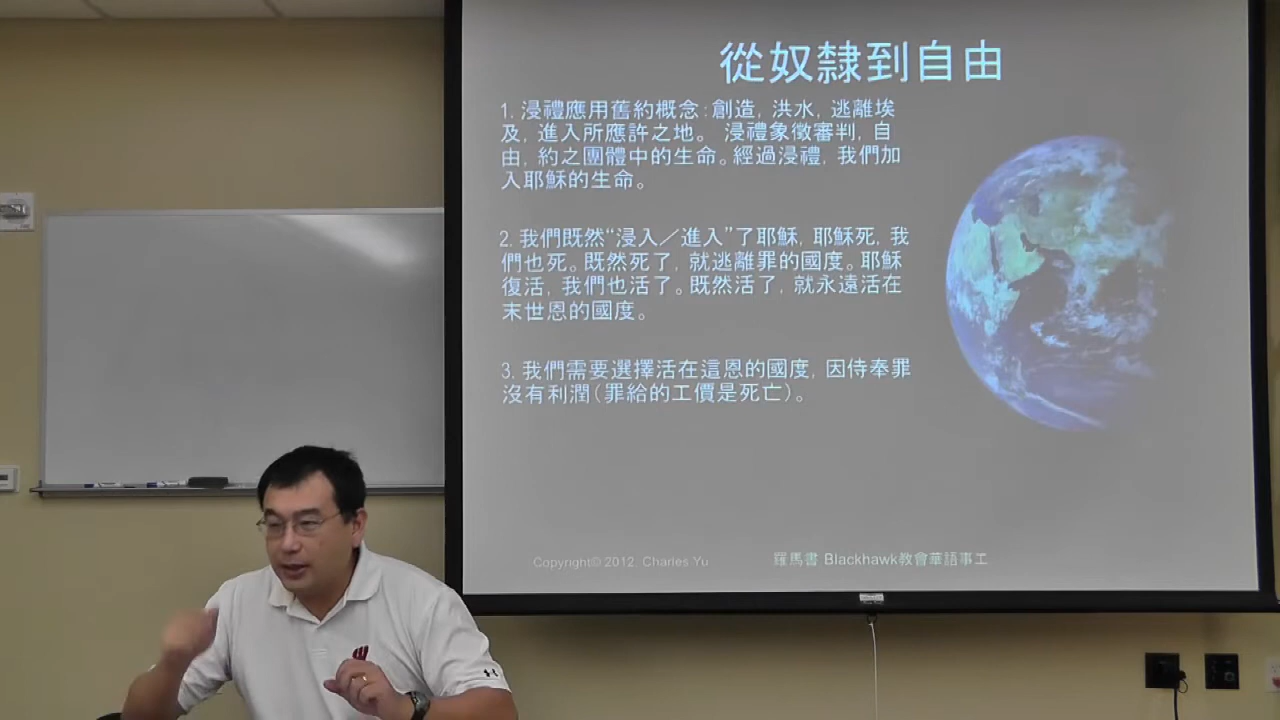 從奴隸到自由
1. 浸禮應用舊約概念：創造, 洪水, 逃離埃
及, 進入所應許之地。 浸禮象徵審判, 自
由, 約之團體中的生命。經過浸禮, 我們加
入耶穌的生命。
2. 我們既然“浸入／進入”了耶穌, 耶穌死, 我
們也死。既然死了, 就逃離罪的國度。耶穌
復活, 我們也活了。既然活了, 就永遠活在
末世恩的國度。
3. 我們需要選擇活在這恩的國度, 因侍奉罪
沒有利潤(罪給的工價是死亡)。
Copyright© 2012. Charles Yu
羅馬書 Blackhawk教會華語事工